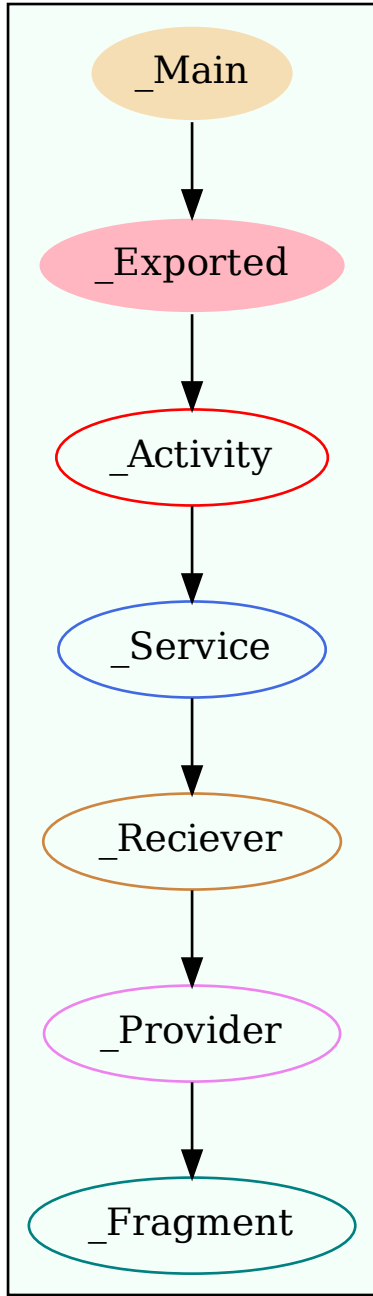 _Main
_Exported
_Activity
_Service
_Reciever
_Provider
_Fragment